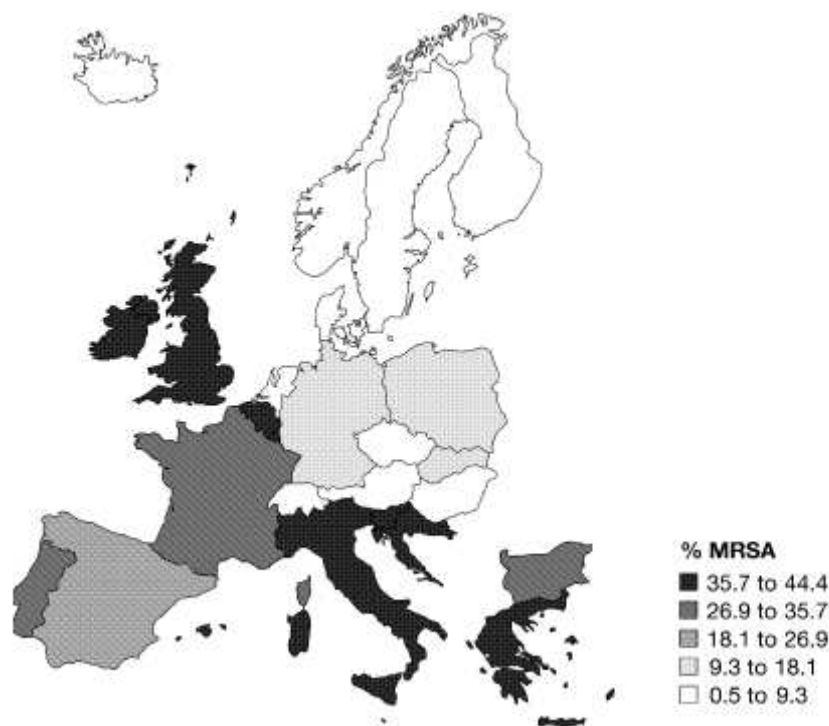 % MRSA
35.7 to 44.4
26.9 to 35.7
18.1 to 26.9
9.3 to 18.1
0.5 to 9.3